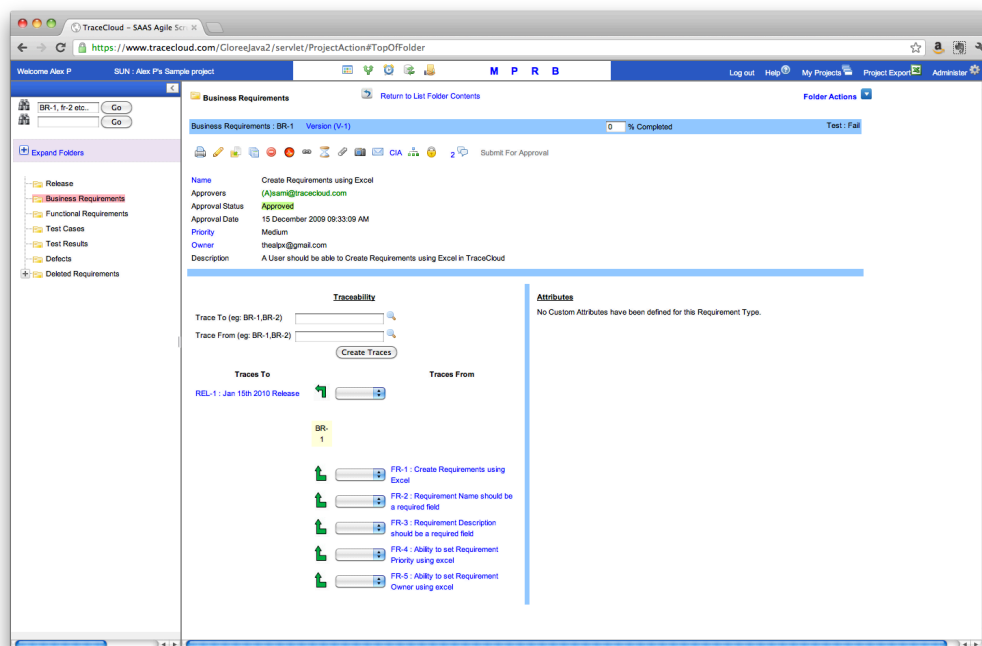 TraceCloud - SAAS Agile Scr
https://www.tracecloud.com/GloreeJava2/servlet/ProjectAction#TopOfFolder
Welcome Alex P SUN : Alex P's Sample project M P R B Log out Help My Projects Project Export Administer
BR-1, fr-2 etc.. Go
Go
Expand Folders
Release
Business Requirements
Functional Requirements
Test Cases
Test Results
Defects
Deleted Requirements
Business Requirements Return to List Folder Contents Folder Actions
Business Requirements : BR-1 Version (V-1) 0 % Completed Test : Fail
CIA 2 Submit For Approval
Name Create Requirements using Excel
Approvers (A)sami@tracecloud.com
Approval Status Approved
Approval Date 15 December 2009 09:33:09 AM
Priority Medium
Owner thealpx@gmail.com
Description A User should be able to Create Requirements using Excel in TraceCloud
Traceability
Trace To (eg: BR-1,BR-2)
Trace From (eg: BR-1,BR-2)
Create Traces
Traces To Traces From
REL-1 : Jan 15th 2010 Release
BR-
1
FR-1 : Create Requirements using
Excel
FR-2 : Requirement Name should be
a required field
FR-3 : Requirement Description
should be a required field
FR-4 : Ability to set Requirement
Priority using excel
FR-5 : Ability to set Requirement
Owner using excel
Attributes
No Custom Attributes have been defined for this Requirement Type.